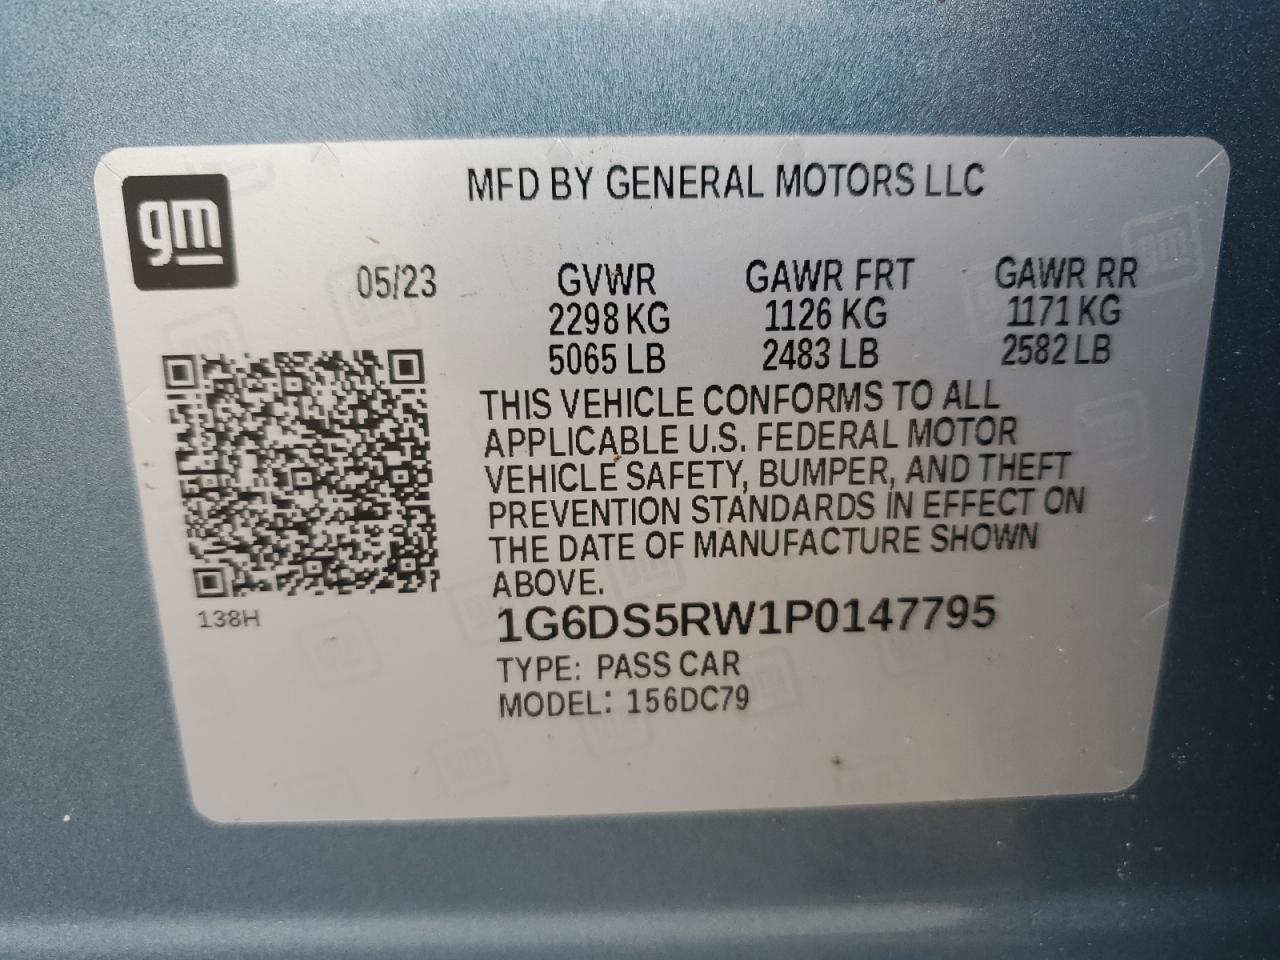 gm
MFD BY GENERAL MOTORS LLC
05/23 GVWR GAWR FRT GAWR RR
2298 KG 1126 KG 1171 KG
5065 LB 2483 LB 2582 LB
THIS VEHICLE CONFORMS TO ALL
APPLICABLE U.S. FEDERAL MOTOR
VEHICLE SAFETY, BUMPER, AND THEFT
PREVENTION STANDARDS IN EFFECT ON
THE DATE OF MANUFACTURE SHOWN
ABOVE.
138H
1G6DS5RW1P0147795
TYPE: PASS CAR
MODEL: 156DC79